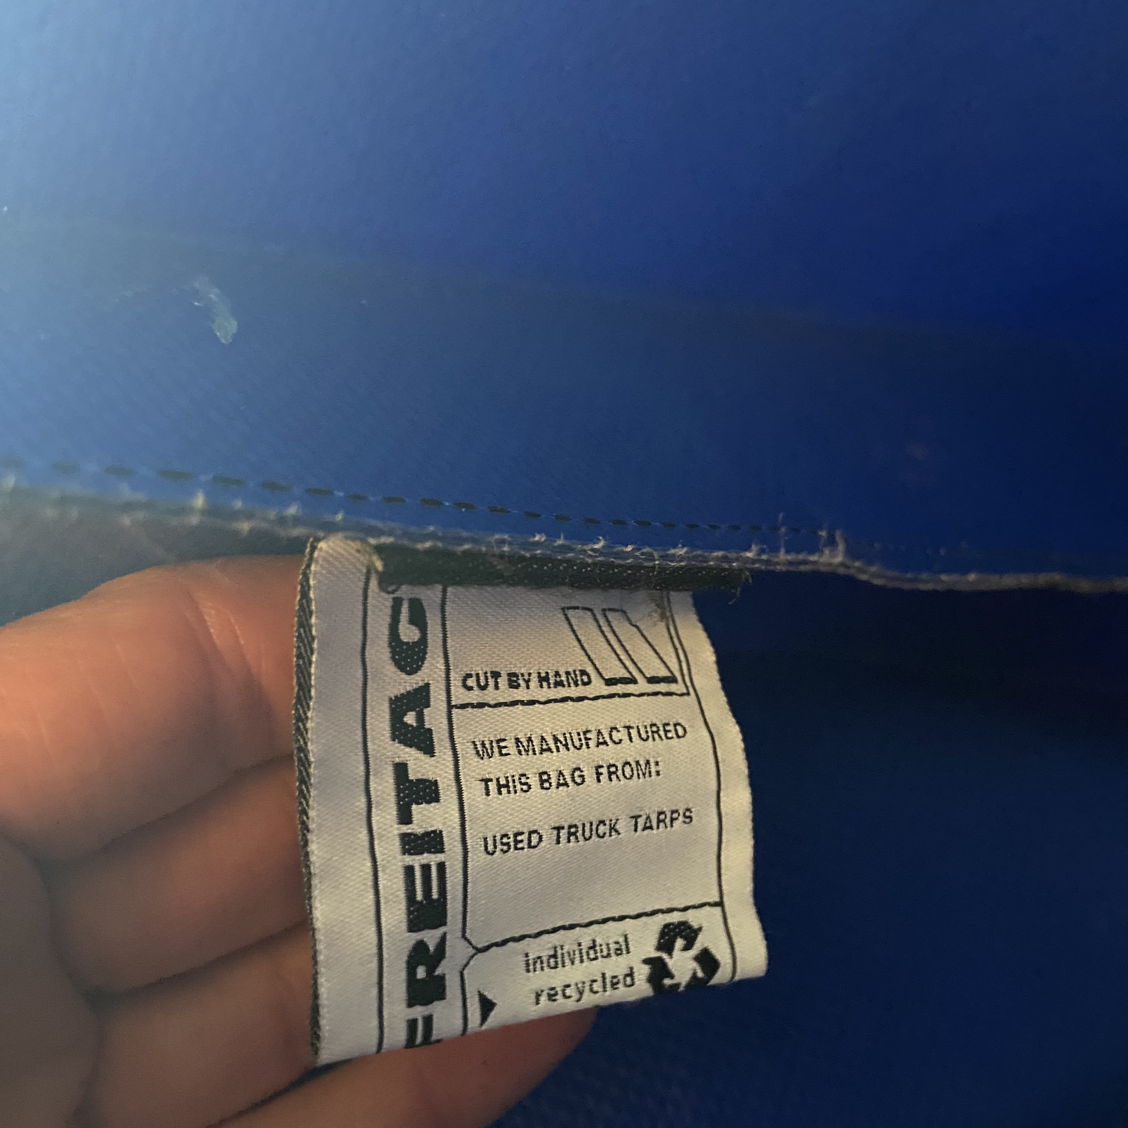 FREITAG
CUT BY HAND
WE MANUFACTURED
THIS BAG FROM:
USED TRUCK TARPS
individual
recycled